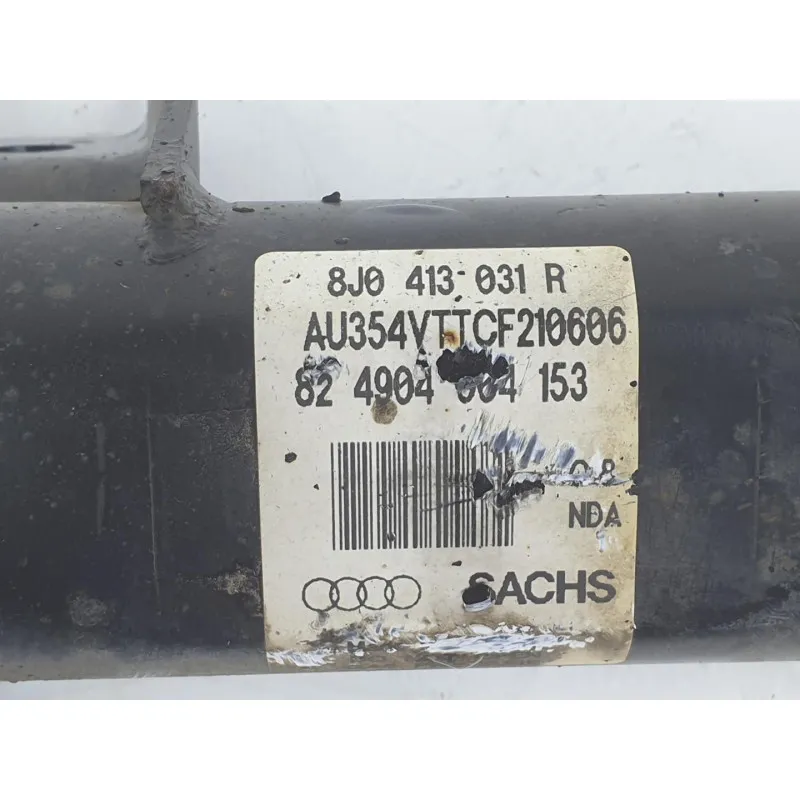 8J0 413 031 R
AU354VTTCF210606
82 4904 004 153
NDA
SACHS